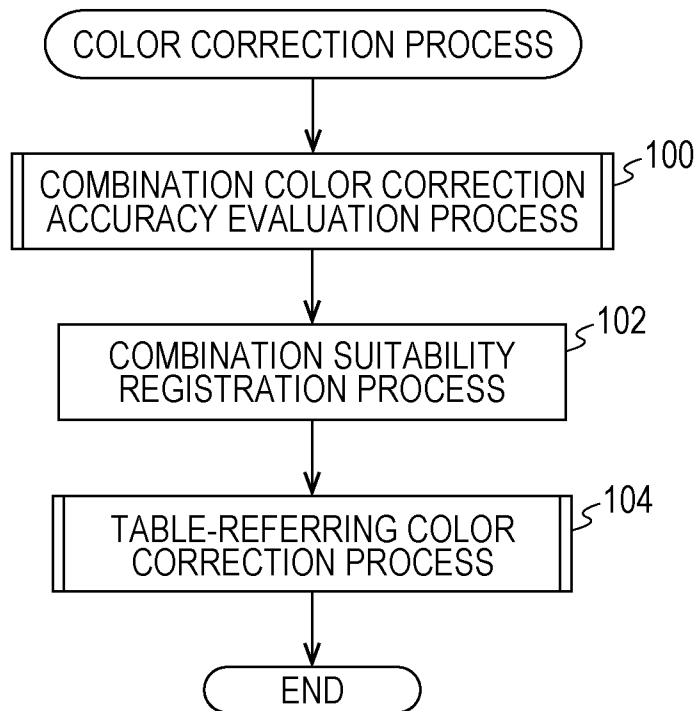 COLOR CORRECTION PROCESS
100
COMBINATION COLOR CORRECTION
ACCURACY EVALUATION PROCESS
102
COMBINATION SUITABILITY
REGISTRATION PROCESS
104
TABLE-REFERRING COLOR
CORRECTION PROCESS
END